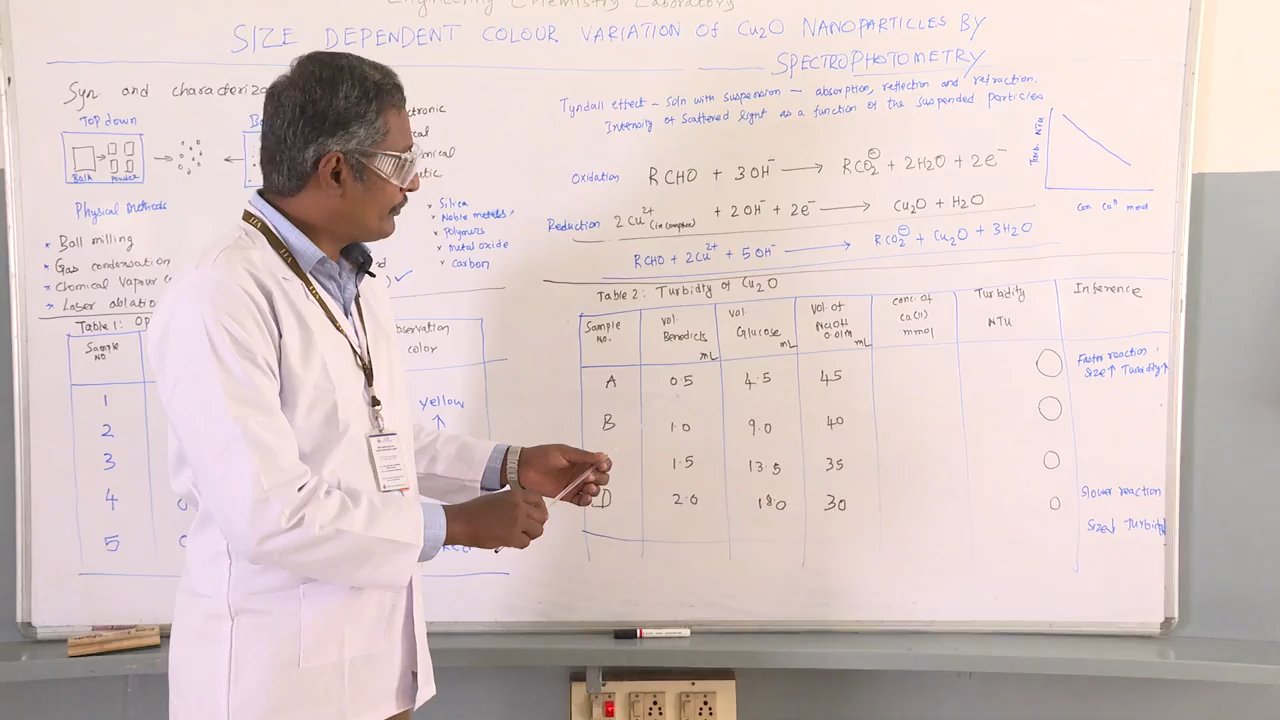 Engineering Chemistry Laboratory
SIZE DEPENDENT COLOUR VARIATION OF Cu2O NANOPARTICLES BY
SPECTROPHOTOMETRY
Syn and
Top down
Bulk
Powder
Physical methods
* Ball milling
* Gas condensation
* Chemical Vapour
* Laser
x Silica
x Noble metals
x Polymers
x metal oxide
x Carbon
Tyndall effect - Soln with suspension - absorption, reflection and refraction.
Intensity of scattered light as a function of the suspended particles
Turb. NTU
Oxidation RCHO + 3OH⁻ → RCO2⁻ + 2H2O + 2e⁻
Reduction 2Cu²⁺ (in complex) + 2OH⁻ + 2e⁻ → Cu2O + H2O
RCHO + 2Cu²⁺ + 5OH⁻ → RCO2⁻ + Cu2O + 3H2O
Table 1:
Sample NO
color
1
yellow
2
3
4
5
Table 2: Turbidity of Cu2O
Sample No. Vol. Benedicts mL Vol. Glucose mL Vol of NaOH 0.01M mL conc. of Cu(II) mmol Turbidity NTU Inference
A 0.5 4.5 45 Faster reaction
Size↑ Turbidity↑
B 1.0 9.0 40
1.5 13.5 35
D 2.0 18.0 30 Slower reaction
Size↓
VIT